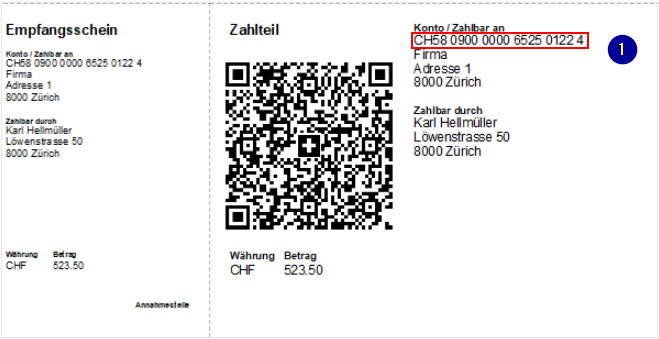 Empfangsschein
Konto / Zahlbar an
CH58 0900 0000 6525 0122 4
Firma
Adresse 1
8000 Zürich
Zahlbar durch
Karl Hellmüller
Löwenstrasse 50
8000 Zürich
Währung Betrag
CHF 523.50
Annahmestelle
Zahlteil
Währung Betrag
CHF 523.50
Konto / Zahlbar an
CH58 0900 0000 6525 0122 4
Firma
Adresse 1
8000 Zürich
Zahlbar durch
Karl Hellmüller
Löwenstrasse 50
8000 Zürich
1